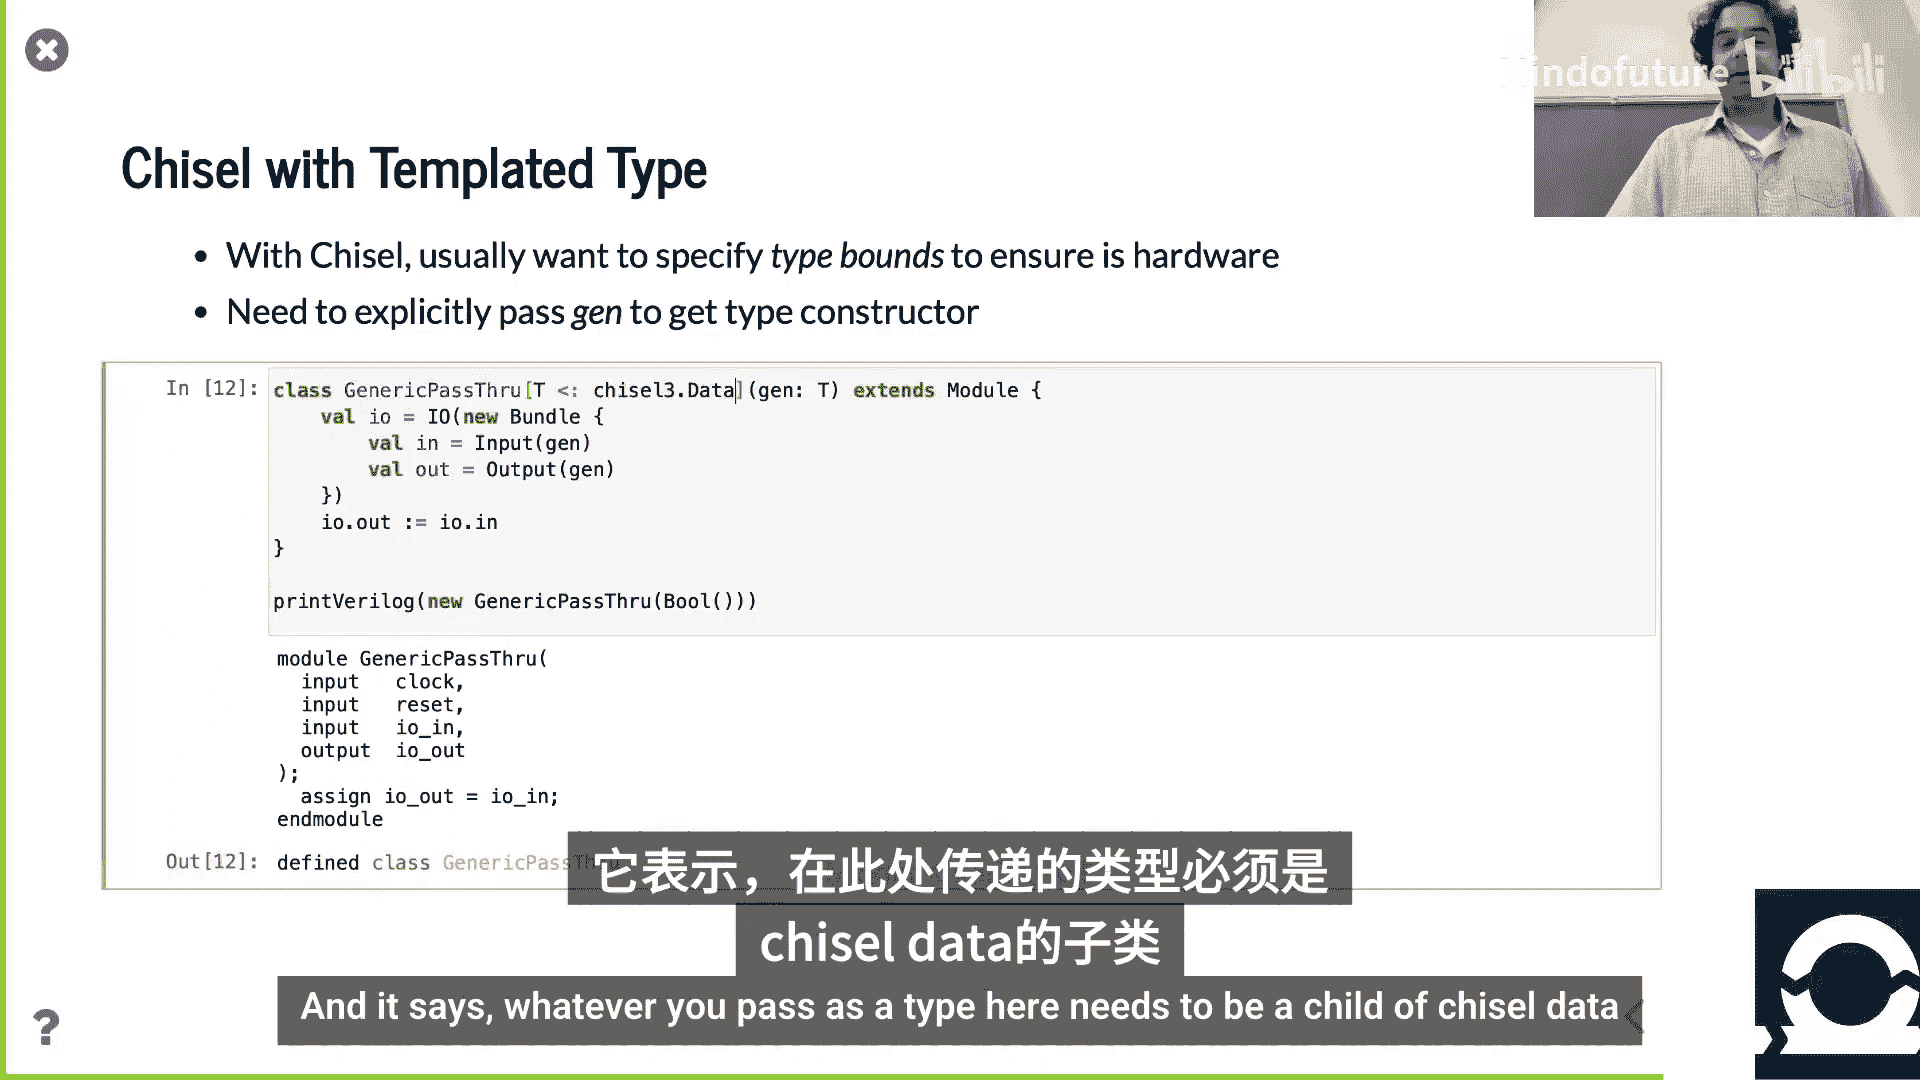 indofuture bilibili
Chisel with Templated Type
• With Chisel, usually want to specify type bounds to ensure is hardware
• Need to explicitly pass gen to get type constructor
In [12]: class GenericPassThru[T <: chisel3.Data](gen: T) extends Module {
val io = IO(new Bundle {
val in = Input(gen)
val out = Output(gen)
})
io.out := io.in
}
printVerilog(new GenericPassThru(Bool()))
module GenericPassThru(
input clock,
input reset,
input io_in,
output io_out
);
assign io_out = io_in;
endmodule
Out[12]: defined class
它表示，在此处传递的类型必须是
chisel data的子类
And it says, whatever you pass as a type here needs to be a child of chisel data
?